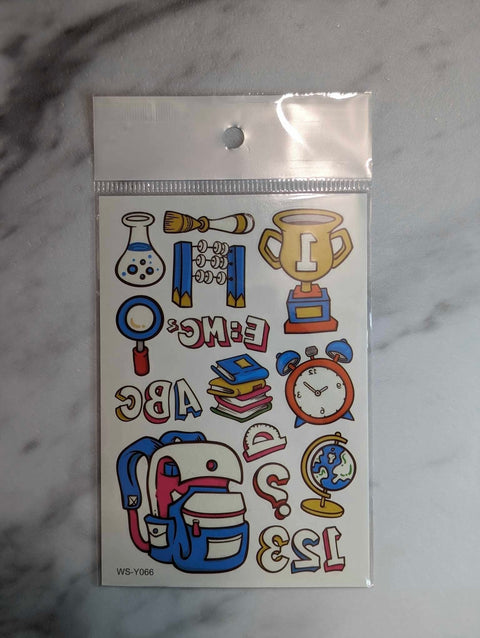 1
E:MC²
ABC
?
123
WS-Y066